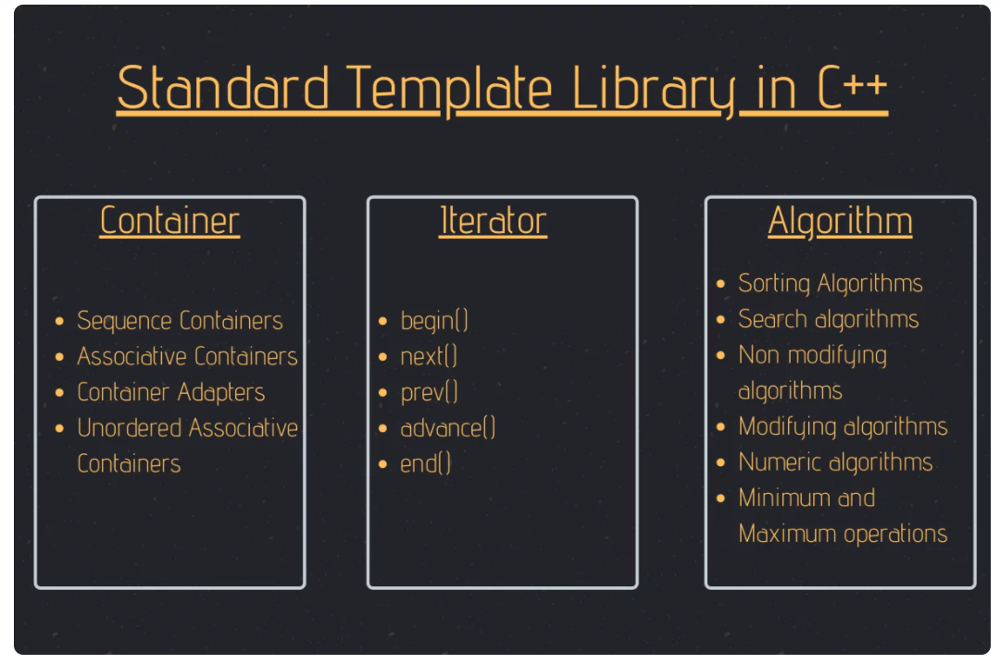 Standard Template Library in C++
Container
Sequence Containers
Associative Containers
Container Adapters
Unordered Associative
Containers
Iterator
begin()
next()
prev()
advance()
end()
Algorithm
Sorting Algorithms
Search algorithms
Non modifying
algorithms
Modifying algorithms
Numeric algorithms
Minimum and
Maximum operations